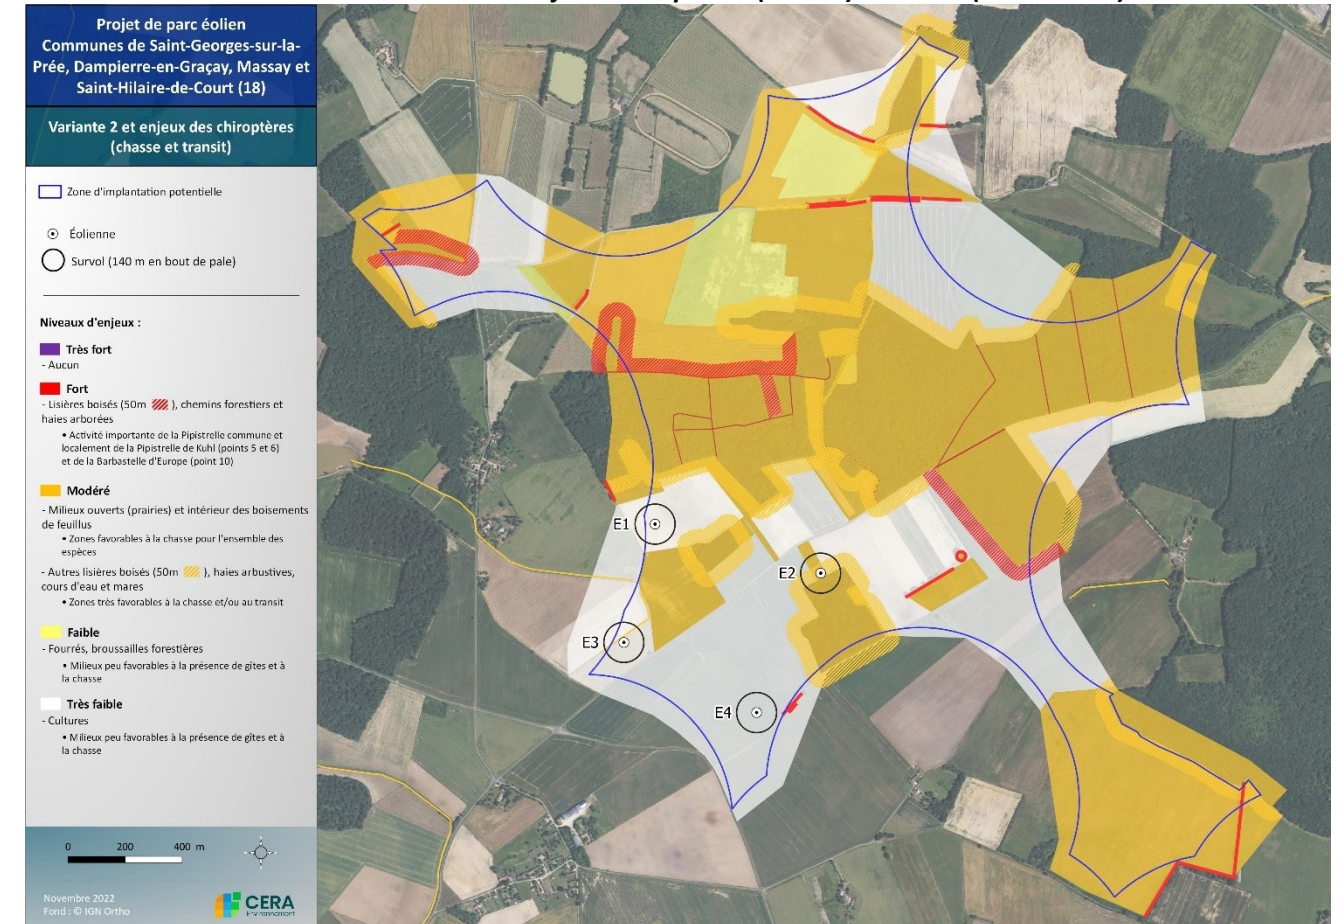 Projet de parc éolien
Communes de Saint-Georges-sur-la-
Prée, Dampierre-en-Graçay, Massay et
Saint-Hilaire-de-Court (18)
Variante 2 et enjeux des chiroptères
(chasse et transit)
Zone d'implantation potentielle
Éolienne
Survol (140 m en bout de pale)
Niveaux d'enjeux :
Très fort
- Aucun
Fort
- Lisières boisés (50m ), chemins forestiers et
haies arborées
• Activité importante de la Pipistrelle commune et
localement de la Pipistrelle de Kuhl (points 5 et 6)
et de la Barbastelle d'Europe (point 10)
Modéré
- Milieux ouverts (prairies) et intérieur des boisements
de feuillus
• Zones favorables à la chasse pour l'ensemble des
espèces
- Autres lisières boisés (50m ), haies arbustives,
cours d'eau et mares
• Zones très favorables à la chasse et/ou au transit
Faible
- Fourrés, broussailles forestières
• Milieux peu favorables à la présence de gîtes et à
la chasse
Très faible
- Cultures
• Milieux peu favorables à la présence de gîtes et à
la chasse
0 200 400 m
Novembre 2022
Fond : © IGN Ortho
CERA
Environnement
E1
E2
E3
E4